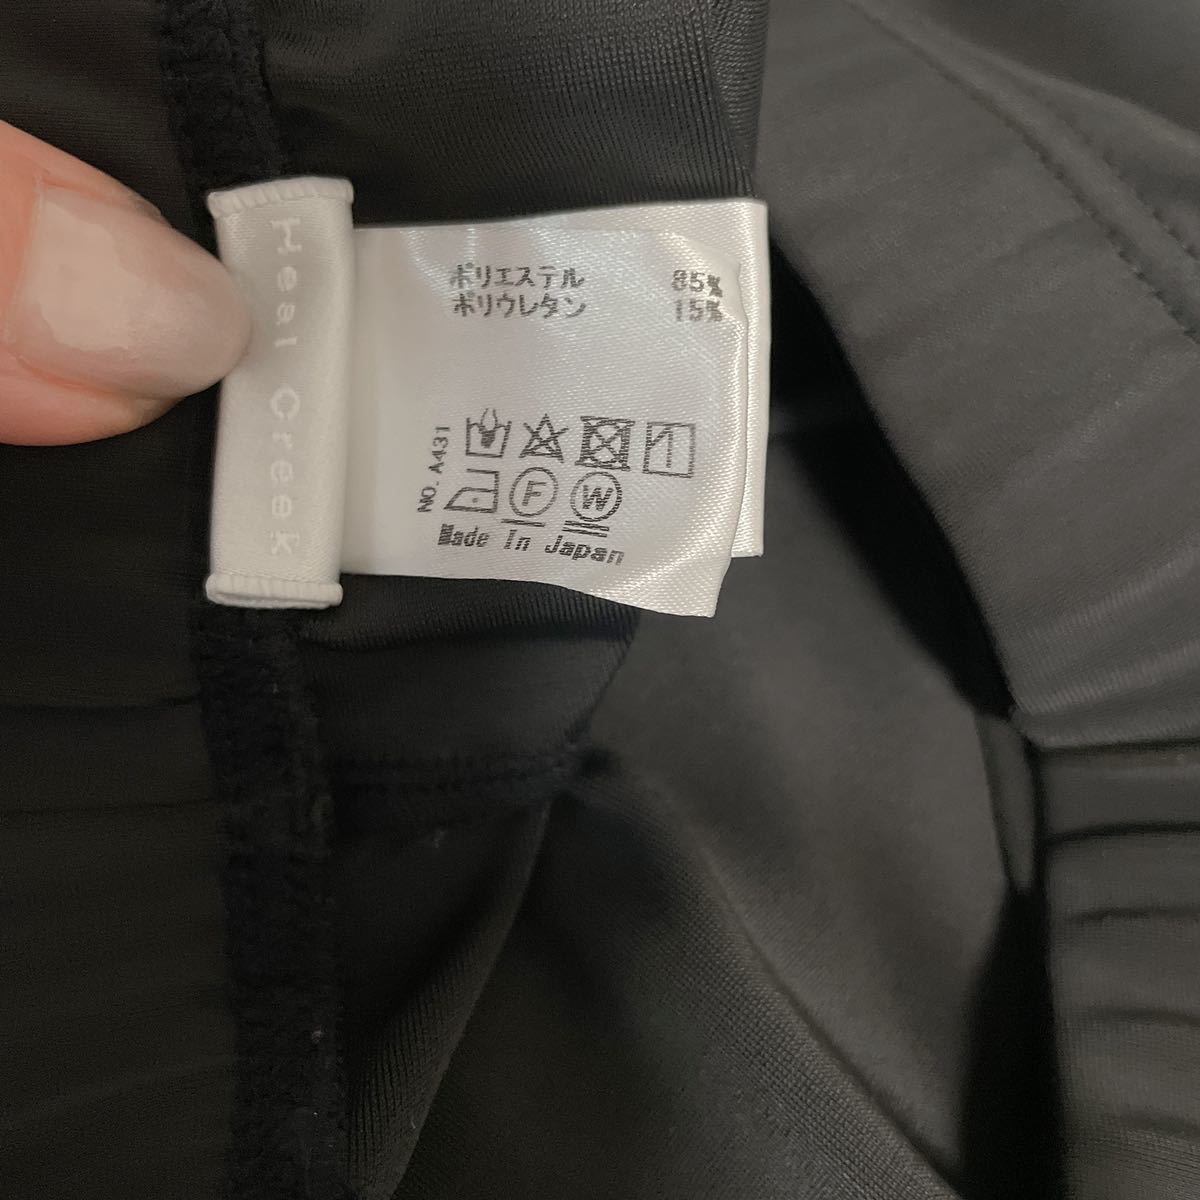 Heal Creek
ポリエステル 85%
ポリウレタン 15%
NO. A431
F W
Made In Japan